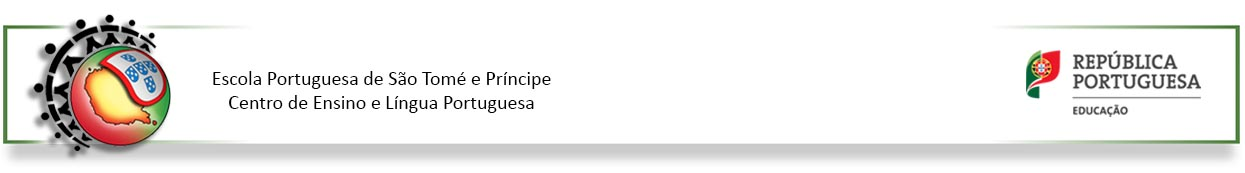 Escola Portuguesa de São Tomé e Príncipe
Centro de Ensino e Língua Portuguesa
REPÚBLICA
PORTUGUESA
EDUCAÇÃO